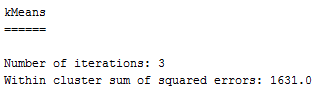 kMeans
======
Number of iterations: 3
Within cluster sum of squared errors: 1631.0